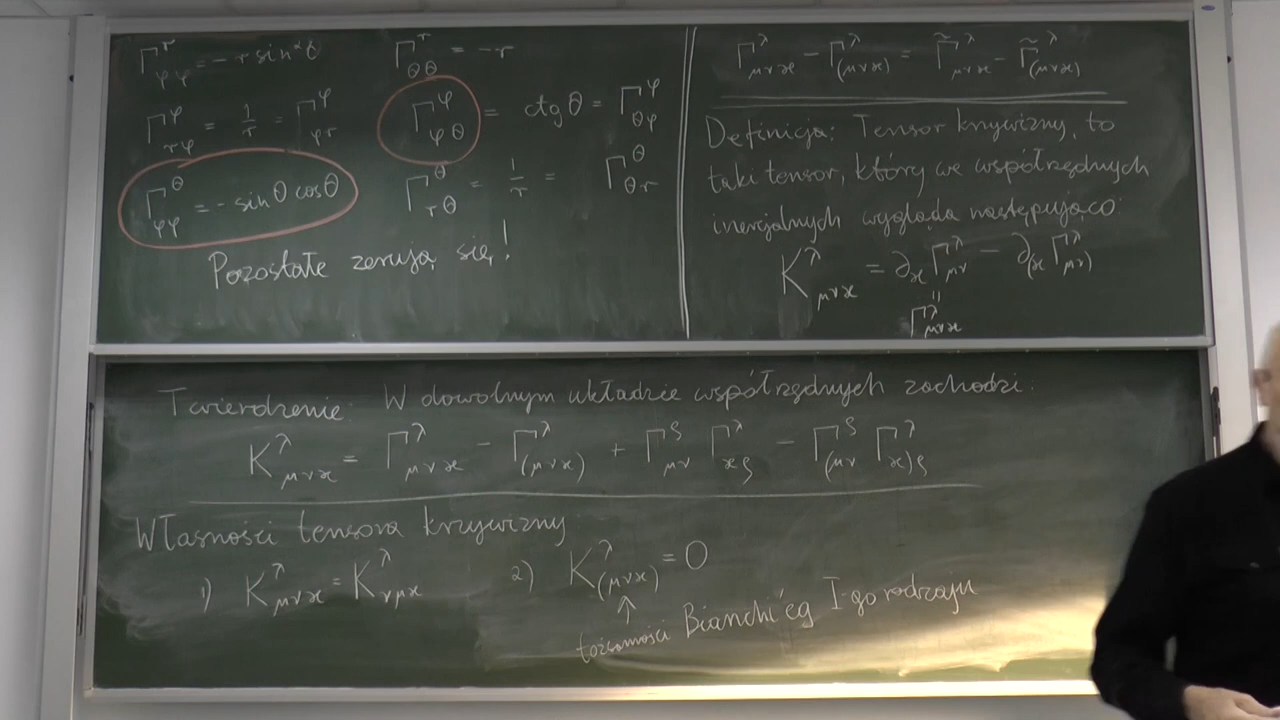 Γ^r_φφ = -r sin²θ Γ^r_θθ = -r
Γ^φ_rφ = 1/r = Γ^φ_φr Γ^φ_φθ = ctg θ = Γ^φ_θφ
Γ^θ_φφ = - sinθ cosθ Γ^θ_rθ = 1/r = Γ^θ_θr
Pozostałe zerują się!
Γ^λ_μνϰ - Γ^λ_(μνϰ) = Γ̃^λ_μνϰ - Γ̃^λ_(μνϰ)
Definicja: Tensor krzywizny, to
taki tensor, który we współrzędnych
inercjalnych wygląda następująco:
K^λ_μνϰ = ∂_ϰ Γ^λ_μν - ∂_(ϰ Γ^λ_μν)
"
Γ^λ_μνϰ
Twierdzenie: W dowolnym układzie współrzędnych zachodzi:
K^λ_μνϰ = Γ^λ_μνϰ - Γ^λ_(μνϰ) + Γ^ς_μν Γ^λ_ϰς - Γ^ς_(μν Γ^λ_ϰ)ς
Własności tensora krzywizny
1) K^λ_μνϰ = K^λ_νμϰ 2) K^λ_(μνϰ) = 0
↑
tożsamości Bianchi'eg I-go rodzaju